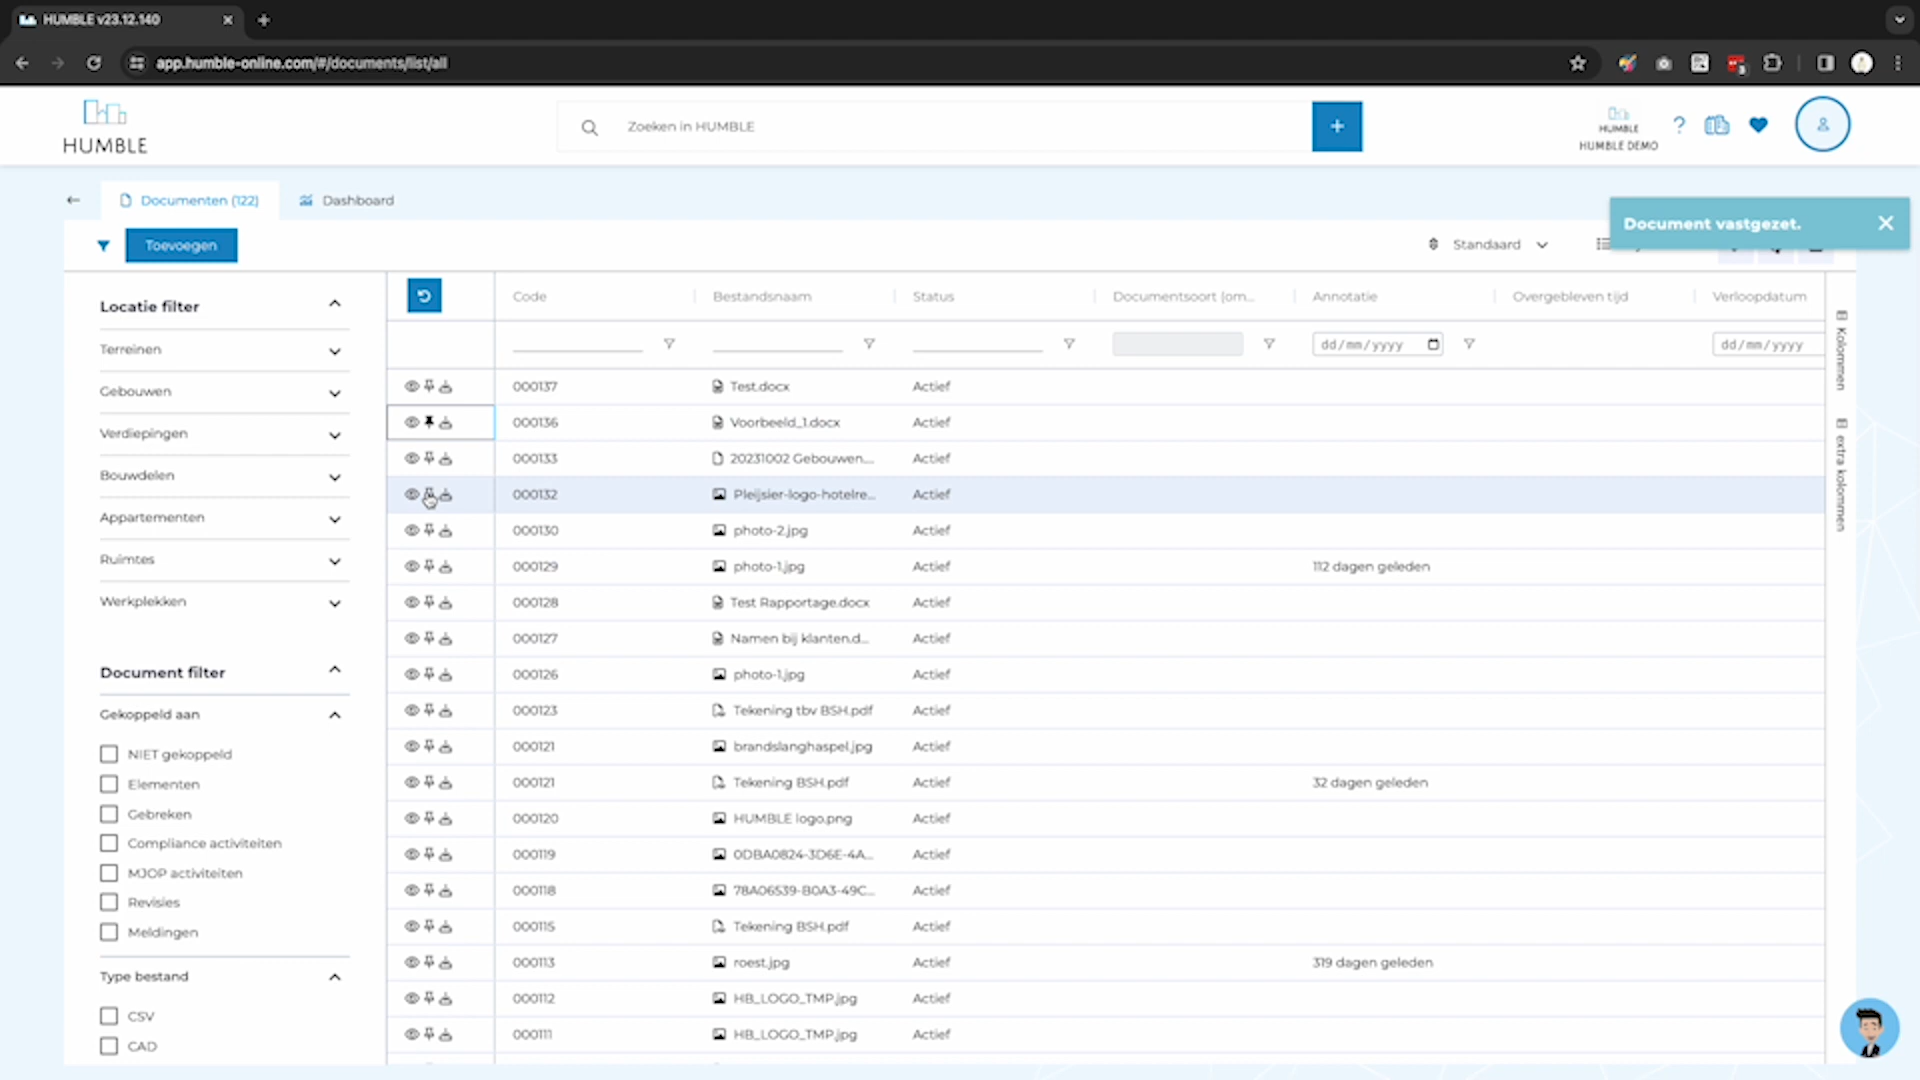 HUMBLE v23.12.140
app.humble-online.com/#/documents/list/all
HUMBLE
Zoeken in HUMBLE
+
HUMBLE
HUMBLE DEMO
?
Documenten (122)
Dashboard
Document vastgezet.
Toevoegen
Standaard
Locatie filter
Terreinen
Gebouwen
Verdiepingen
Bouwdelen
Appartementen
Ruimtes
Werkplekken
Document filter
Gekoppeld aan
NIET gekoppeld
Elementen
Gebreken
Compliance activiteiten
MJOP activiteiten
Revisies
Meldingen
Type bestand
CSV
CAD
Code Bestandsnaam Status Documentsoort (om... Annotatie Overgebleven tijd Verloopdatum
dd/mm/yyyy dd/mm/yyyy
000137 Test.docx Actief
000136 Voorbeeld_1.docx Actief
000133 20231002 Gebouwen.... Actief
000132 Pleijsier-logo-hotelre... Actief
000130 photo-2.jpg Actief
000129 photo-1.jpg Actief 112 dagen geleden
000128 Test Rapportage.docx Actief
000127 Namen bij klanten.d... Actief
000126 photo-1.jpg Actief
000123 Tekening tbv BSH.pdf Actief
000121 brandslanghaspel.jpg Actief
000121 Tekening BSH.pdf Actief 32 dagen geleden
000120 HUMBLE logo.png Actief
000119 0DBA0824-3D6E-4A... Actief
000118 78A06539-B0A3-49C... Actief
000115 Tekening BSH.pdf Actief
000113 roest.jpg Actief 319 dagen geleden
000112 HB_LOGO_TMP.jpg Actief
000111 HB_LOGO_TMP.jpg Actief
Kolommen
extra kolommen